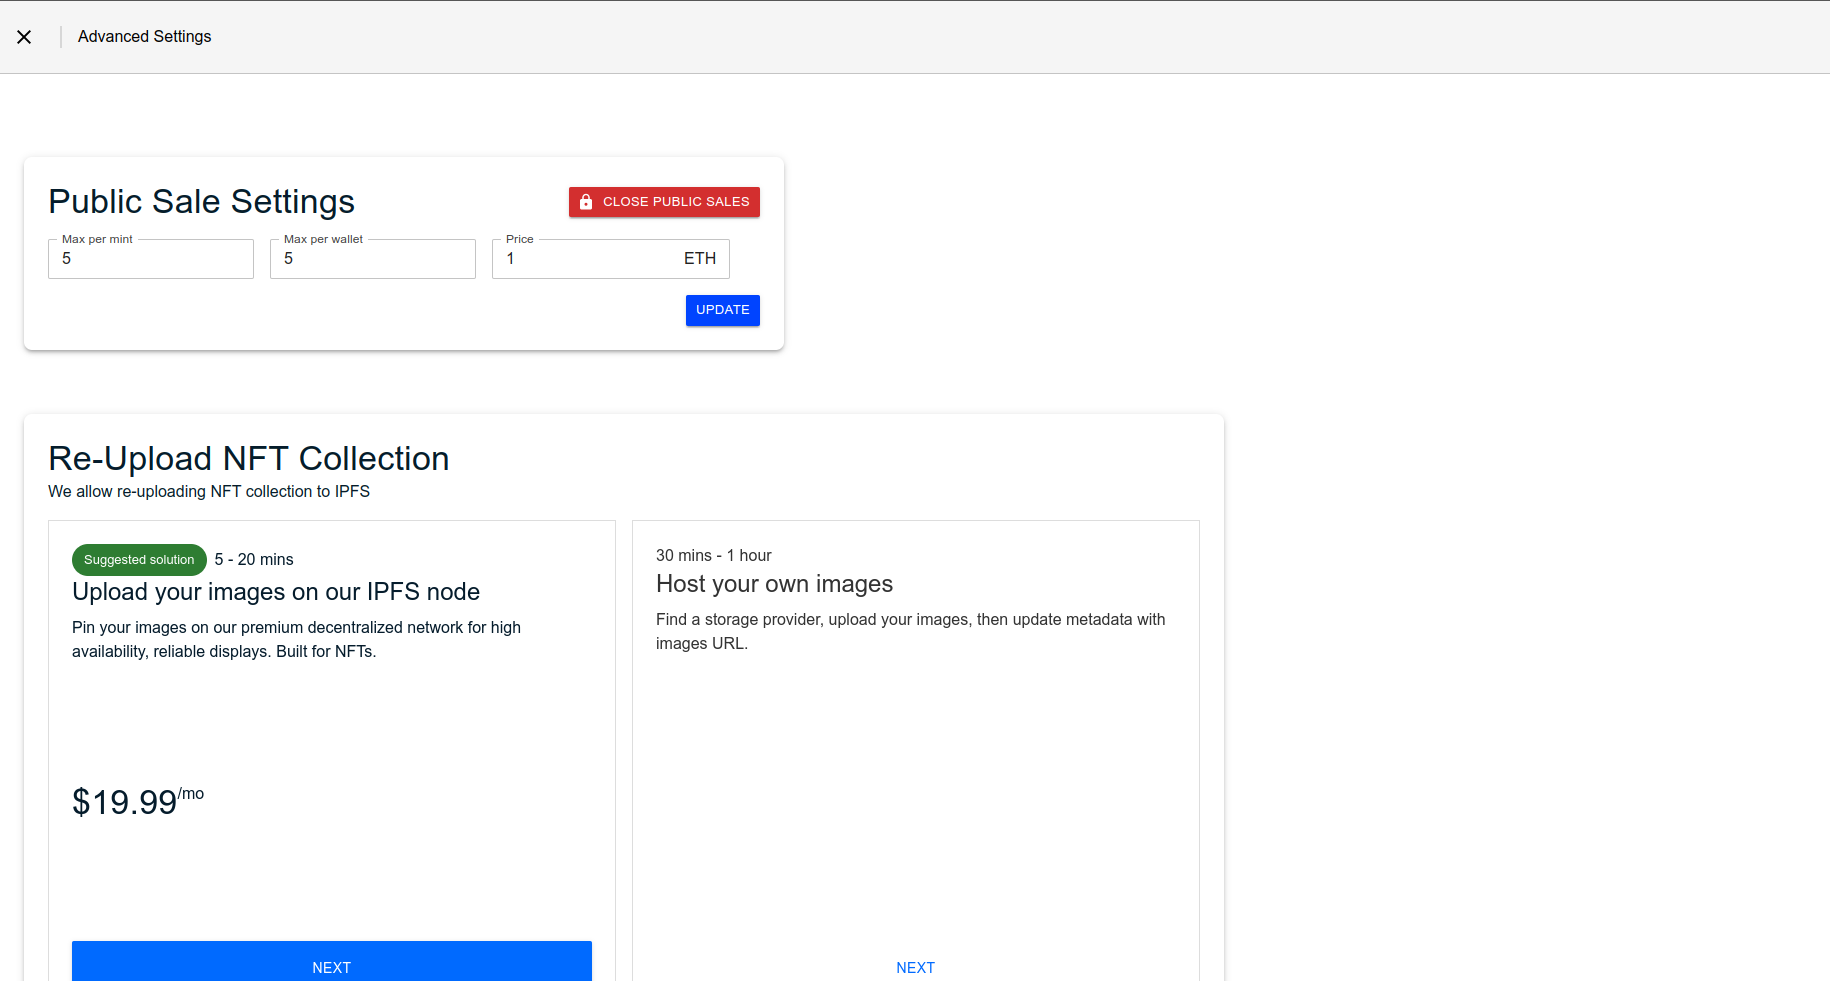 Advanced Settings
Public Sale Settings
CLOSE PUBLIC SALES
Max per mint
5
Max per wallet
5
Price
1
ETH
UPDATE
Re-Upload NFT Collection
We allow re-uploading NFT collection to IPFS
Suggested solution
5 - 20 mins
Upload your images on our IPFS node
Pin your images on our premium decentralized network for high
availability, reliable displays. Built for NFTs.
$19.99/mo
NEXT
30 mins - 1 hour
Host your own images
Find a storage provider, upload your images, then update metadata with
images URL.
NEXT